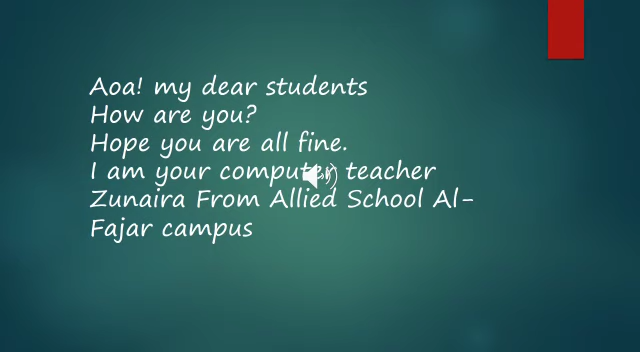 Aoa! my dear students
How are you?
Hope you are all fine.
I am your computer teacher
Zunaira From Allied School Al-
Fajar campus